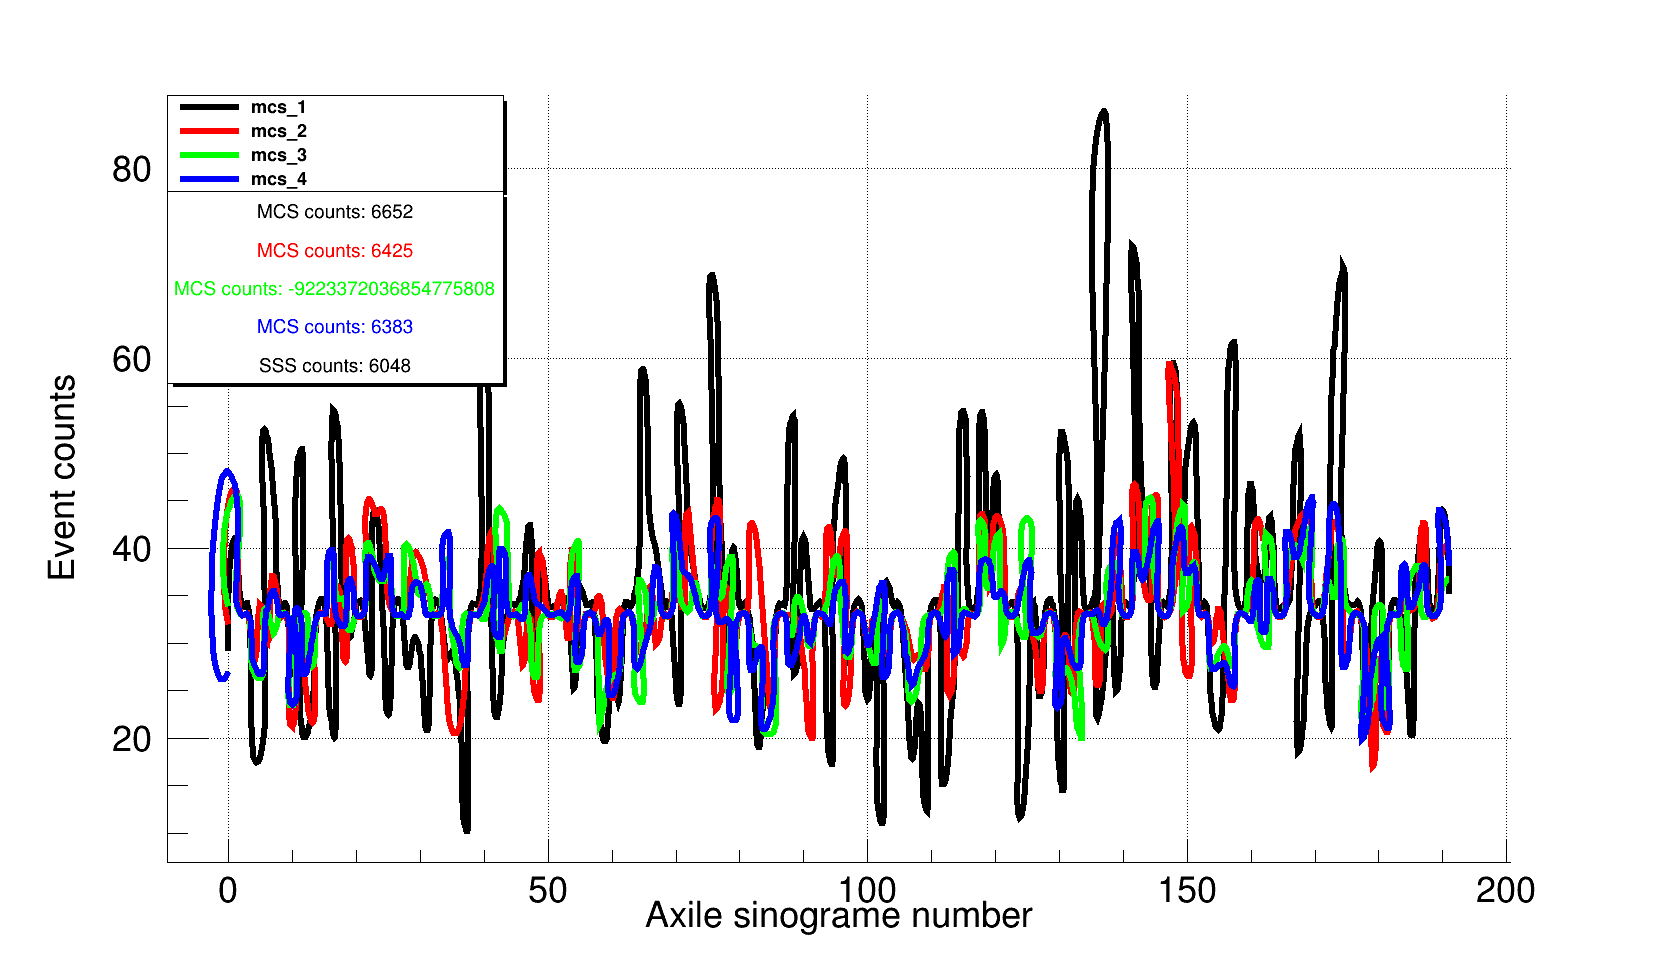 mcs_1
mcs_2
mcs_3
mcs_4
MCS counts: 6652
MCS counts: 6425
MCS counts: -9223372036854775808
MCS counts: 6383
SSS counts: 6048
80
60
40
20
Event counts
0 50 100 150 200
Axile sinograme number